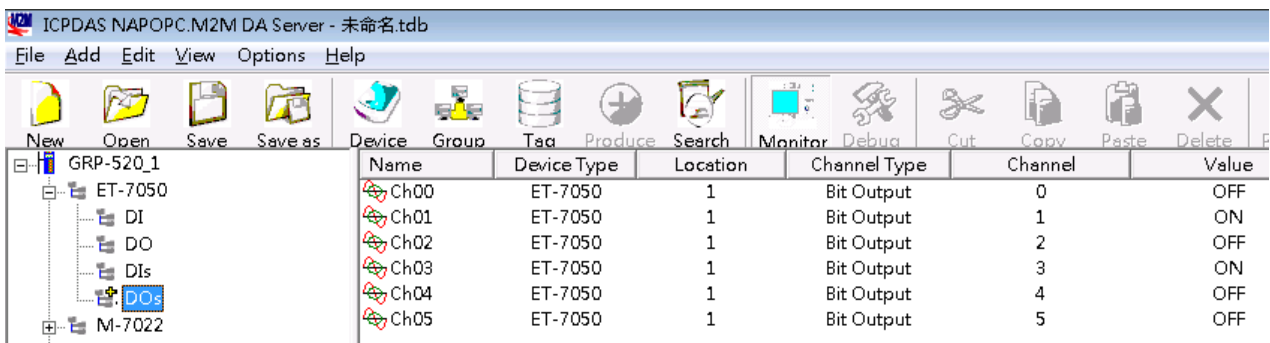 ICPDAS NAPOPC.M2M DA Server - 未命名.tdb
File Add Edit View Options Help
New Open Save Save as Device Group Tag Produce Search Monitor Debug Cut Copy Paste Delete
GRP-520_1
ET-7050
DI
DO
DIs
DOs
M-7022
Name Device Type Location Channel Type Channel Value
Ch00 ET-7050 1 Bit Output 0 OFF
Ch01 ET-7050 1 Bit Output 1 ON
Ch02 ET-7050 1 Bit Output 2 OFF
Ch03 ET-7050 1 Bit Output 3 ON
Ch04 ET-7050 1 Bit Output 4 OFF
Ch05 ET-7050 1 Bit Output 5 OFF